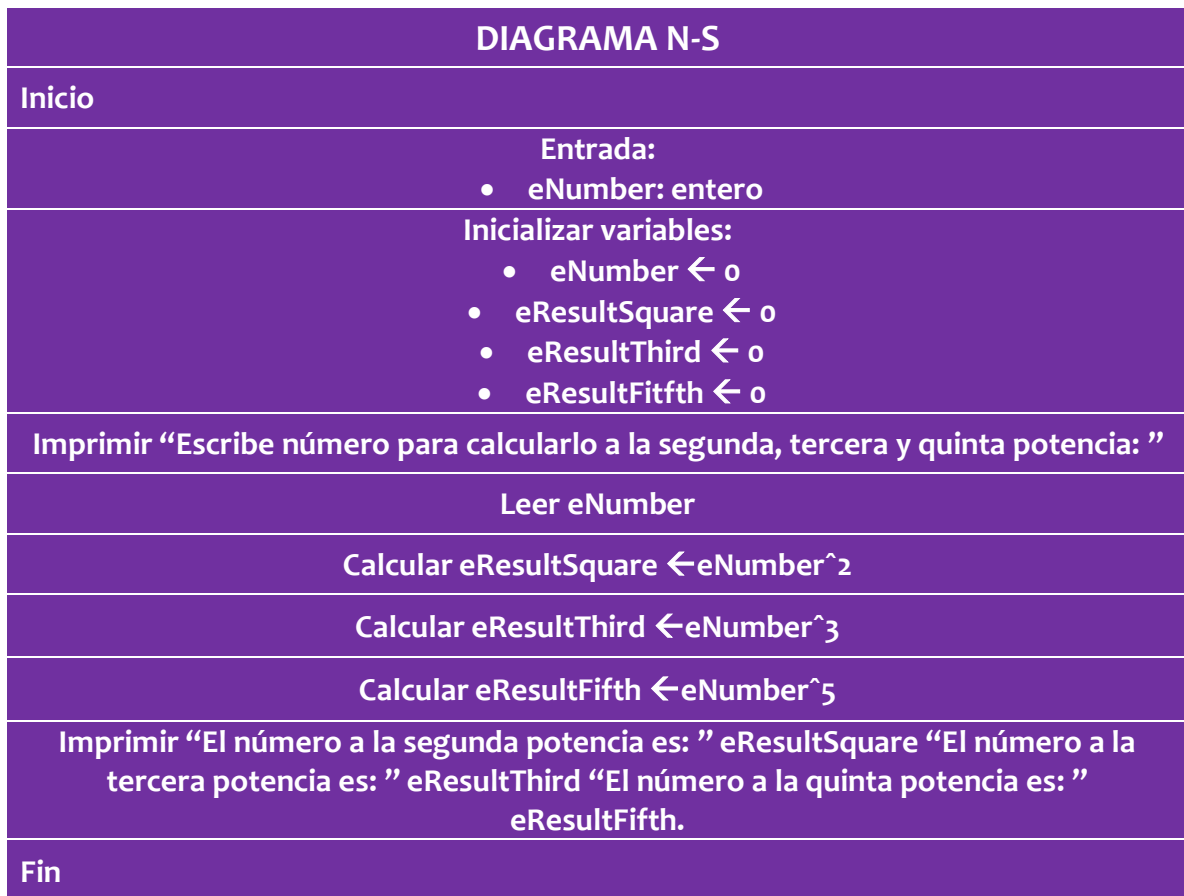 DIAGRAMA N-S
Inicio
Entrada:
• eNumber: entero
Inicializar variables:
• eNumber ← 0
• eResultSquare ← 0
• eResultThird ← 0
• eResultFitfth ← 0
Imprimir “Escribe número para calcularlo a la segunda, tercera y quinta potencia: ”
Leer eNumber
Calcular eResultSquare ←eNumber^2
Calcular eResultThird ←eNumber^3
Calcular eResultFifth ←eNumber^5
Imprimir “El número a la segunda potencia es: ” eResultSquare “El número a la
tercera potencia es: ” eResultThird “El número a la quinta potencia es: ”
eResultFifth.
Fin